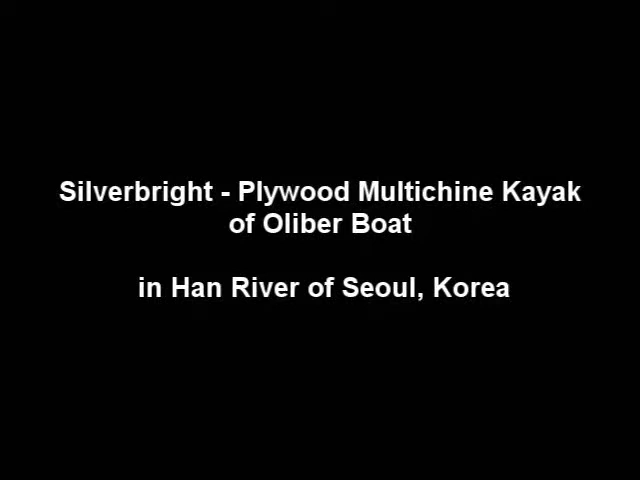 Silverbright - Plywood Multichine Kayak
of Oliber Boat
in Han River of Seoul, Korea